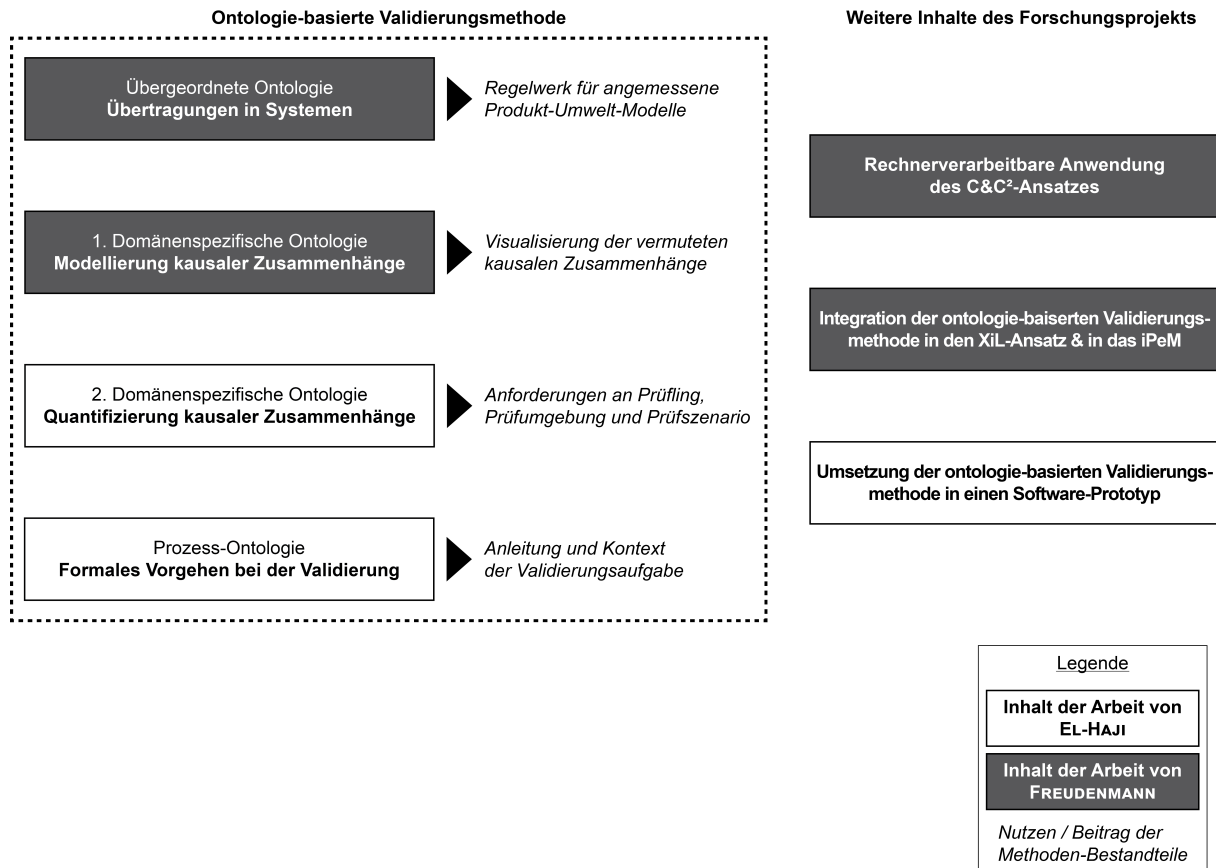 Ontologie-basierte Validierungsmethode
Übergeordnete Ontologie
Übertragungen in Systemen
Regelwerk für angemessene
Produkt-Umwelt-Modelle
1. Domänenspezifische Ontologie
Modellierung kausaler Zusammenhänge
Visualisierung der vermuteten
kausalen Zusammenhänge
2. Domänenspezifische Ontologie
Quantifizierung kausaler Zusammenhänge
Anforderungen an Prüfling,
Prüfumgebung und Prüfszenario
Prozess-Ontologie
Formales Vorgehen bei der Validierung
Anleitung und Kontext
der Validierungsaufgabe
Weitere Inhalte des Forschungsprojekts
Rechnerverarbeitbare Anwendung
des C&C²-Ansatzes
Integration der ontologie-baiserten Validierungs-
methode in den XiL-Ansatz & in das iPeM
Umsetzung der ontologie-basierten Validierungs-
methode in einen Software-Prototyp
Legende
Inhalt der Arbeit von
EL-HAJI
Inhalt der Arbeit von
FREUDENMANN
Nutzen / Beitrag der
Methoden-Bestandteile